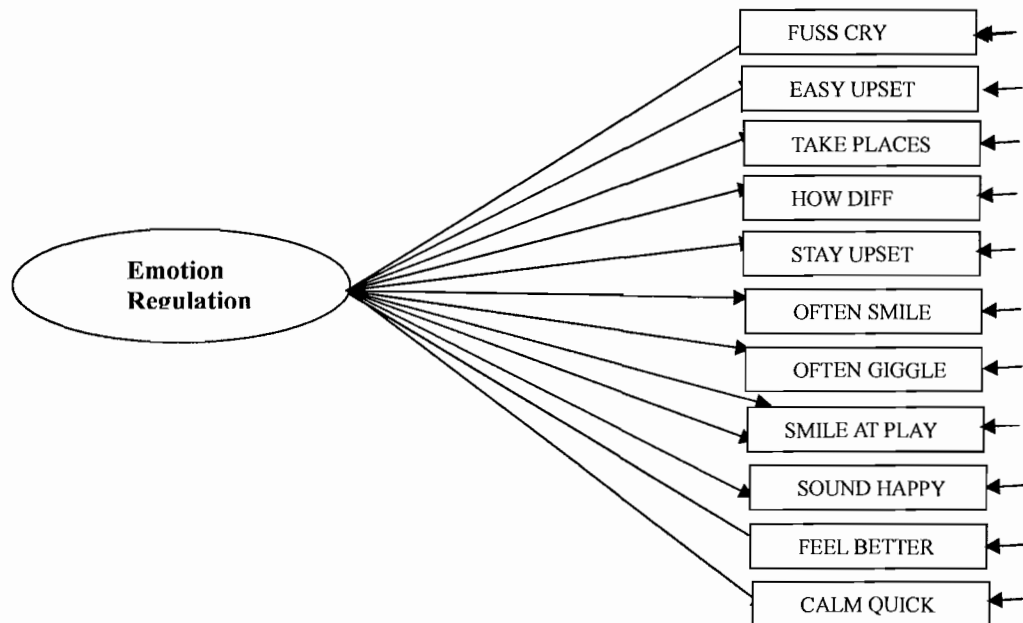 FUSS CRY
EASY UPSET
TAKE PLACES
HOW DIFF
STAY UPSET
Emotion
Regulation
OFTEN SMILE
OFTEN GIGGLE
SMILE AT PLAY
SOUND HAPPY
FEEL BETTER
CALM QUICK